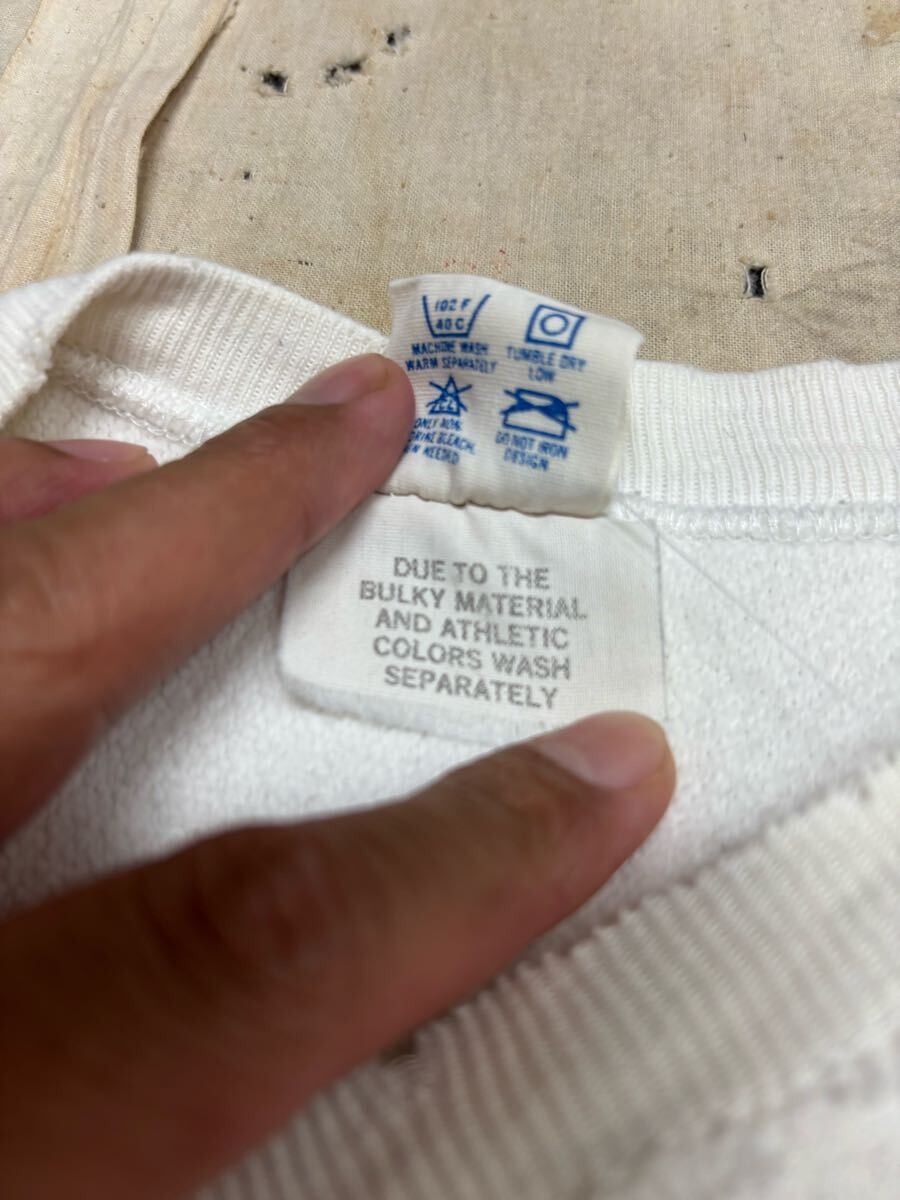 102 F
40 C
MACHINE WASH
WARM SEPARATELY
TUMBLE DRY
LOW
ONLY NON
BLEACH
NEEDED
DO NOT IRON
DESIGN
DUE TO THE
BULKY MATERIAL
AND ATHLETIC
COLORS WASH
SEPARATELY